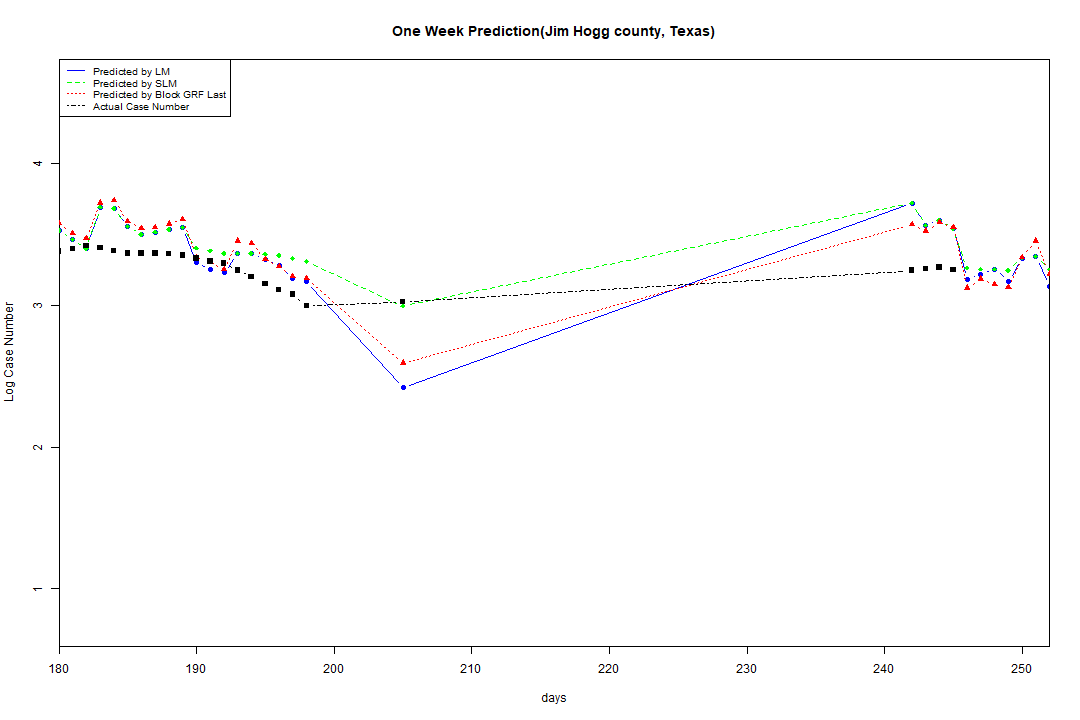 One Week Prediction(Jim Hogg county, Texas)
Predicted by LM
Predicted by SLM
Predicted by Block GRF Last
Actual Case Number
Log Case Number
4
3
2
1
180 190 200 210 220 230 240 250
days